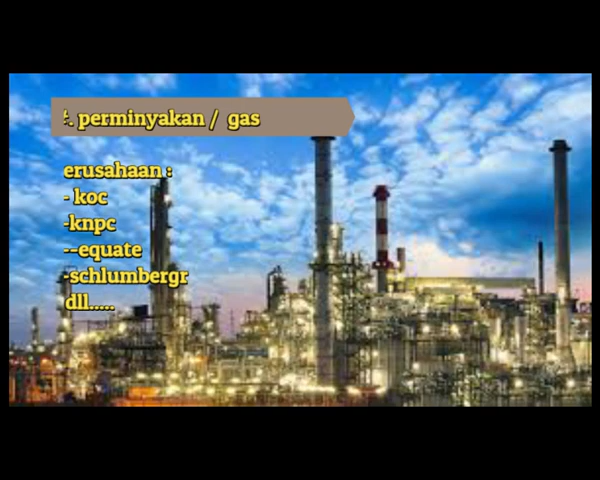 . perminyakan / gas
erusahaan :
- koc
-knpc
--equate
-schlumbergr
dll.....